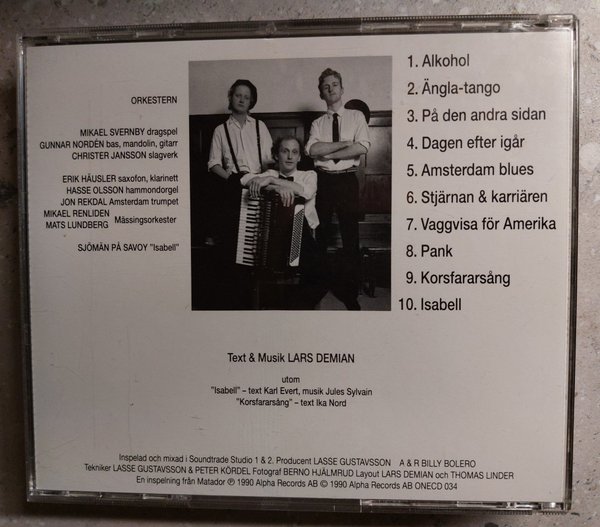 ORKESTERN
MIKAEL SVERNBY dragspel
GUNNAR NORDÉN bas, mandolin, gitarr
CHRISTER JANSSON slagverk
ERIK HÄUSLER saxofon, klarinett
HASSE OLSSON hammondorgel
JON REKDAL Amsterdam trumpet
MIKAEL RENLIDEN
MATS LUNDBERG Mässingsorkester
SJÖMÄN PÅ SAVOY "Isabell"
1. Alkohol
2. Ängla-tango
3. På den andra sidan
4. Dagen efter igår
5. Amsterdam blues
6. Stjärnan & karriären
7. Vaggvisa för Amerika
8. Pank
9. Korsfararsång
10. Isabell
Text & Musik LARS DEMIAN
utom
"Isabell" – text Karl Evert, musik Jules Sylvain
"Korsfararsång" – text Ika Nord
Inspelad och mixad i Soundtrade Studio 1 & 2. Producent LASSE GUSTAVSSON A & R BILLY BOLERO
Tekniker LASSE GUSTAVSSON & PETER KÖRDEL Fotograf BERNO HJÄLMRUD Layout LARS DEMIAN och THOMAS LINDER
En inspelning från Matador ℗ 1990 Alpha Records AB © 1990 Alpha Records AB ONECD 034